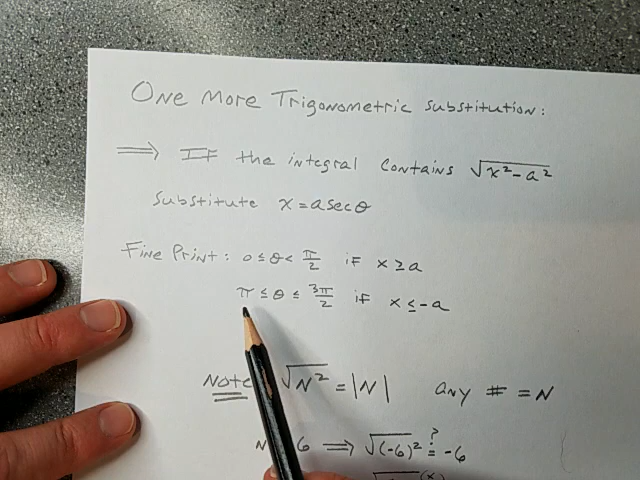 One More Trigonometric Substitution:
⟹ If the integral contains √(x²-a²)
substitute x = a secθ
Fine Print: 0 ≤ θ < π/2 if x ≥ a
π ≤ θ ≤ 3π/2 if x ≤ -a
Note √N² = |N| any # = N
N 6 ⟹ √(-6)² ?= -6